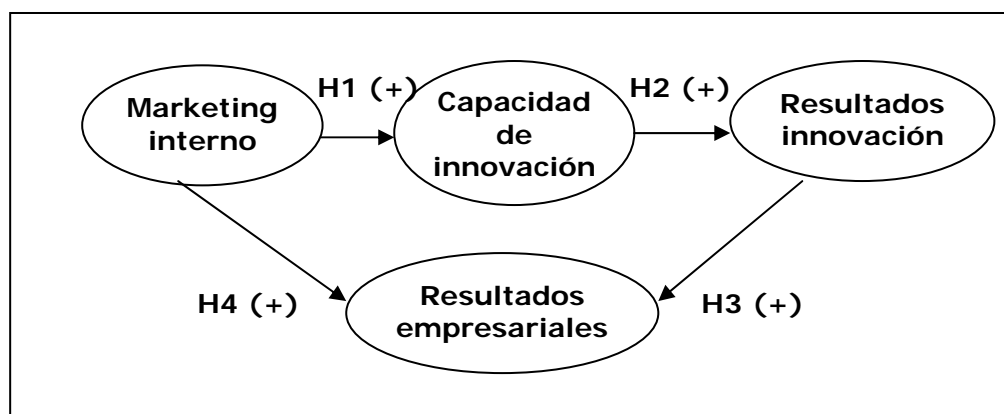 H1 (+)
H2 (+)
Marketing
interno
Capacidad
de
innovación
Resultados
innovación
H4 (+)
Resultados
empresariales
H3 (+)